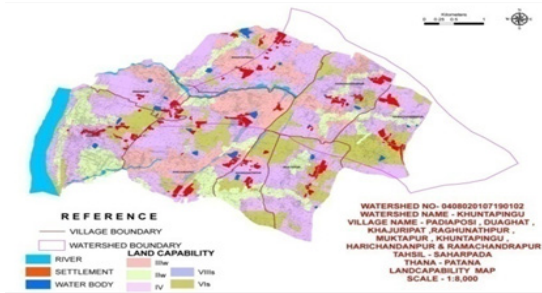 Kilometers
0 0.25 0.5 1
REFERENCE
VILLAGE BOUNDARY
WATERSHED BOUNDARY
LAND CAPABILITY
RIVER
SETTLEMENT
WATER BODY
IIIw
IIw
IV
VIIIs
VIs
WATERSHED NO- 0408020107190102
WATERSHED NAME - KHUNTAPINGU
VILLAGE NAME - PADIAPOSI , DUAGHAT ,
KHAJURIPAT ,RAGHUNATHPUR ,
MUKTAPUR , KHUNTAPINGU ,
HARICHANDANPUR & RAMACHANDRAPUR
TAHSIL - SAHARPADA
THANA - PATANA
LANDCAPABILITY MAP
SCALE - 1:8,000